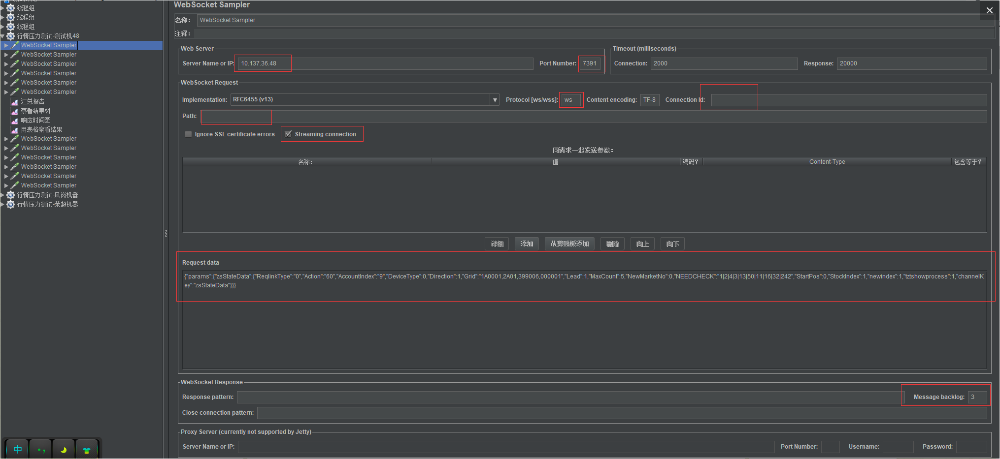 线程组
线程组
线程组
行情压力测试-测试机48
WebSocket Sampler
WebSocket Sampler
WebSocket Sampler
WebSocket Sampler
WebSocket Sampler
WebSocket Sampler
汇总报告
察看结果树
响应时间图
用表格察看结果
WebSocket Sampler
WebSocket Sampler
WebSocket Sampler
WebSocket Sampler
WebSocket Sampler
WebSocket Sampler
行情压力测试-凤岗机器
行情压力测试-荣超机器
中
WebSocket Sampler
名称： WebSocket Sampler
注释：
Web Server
Server Name or IP: 10.137.36.48 Port Number: 7391
Timeout (milliseconds)
Connection: 2000 Response: 20000
WebSocket Request
Implementation: RFC6455 (v13) Protocol [ws/wss]: ws Content encoding: TF-8 Connection Id:
Path:
Ignore SSL certificate errors Streaming connection
同请求一起发送参数：
名称： 值 编码？ Content-Type 包含等于？
详细 添加 从剪贴板添加 删除 向上 向下
Request data
{"params":{"zsStateData":{"ReqlinkType":"0","Action":"60","AccountIndex":"9","DeviceType":0,"Direction":1,"Grid":"1A0001,2A01,399006,000001","Lead":1,"MaxCount":5,"NewMarketNo":0,"NEEDCHECK":"1|2|4|3|13|50|11|16|32|242","StartPos":0,"StockIndex":1,"newindex":1,"tztshowprocess":1,"channelK
ey":"zsStateData"}}}
WebSocket Response
Response pattern: Message backlog: 3
Close connection pattern:
Proxy Server (currently not supported by Jetty)
Server Name or IP: Port Number: Username: Password: